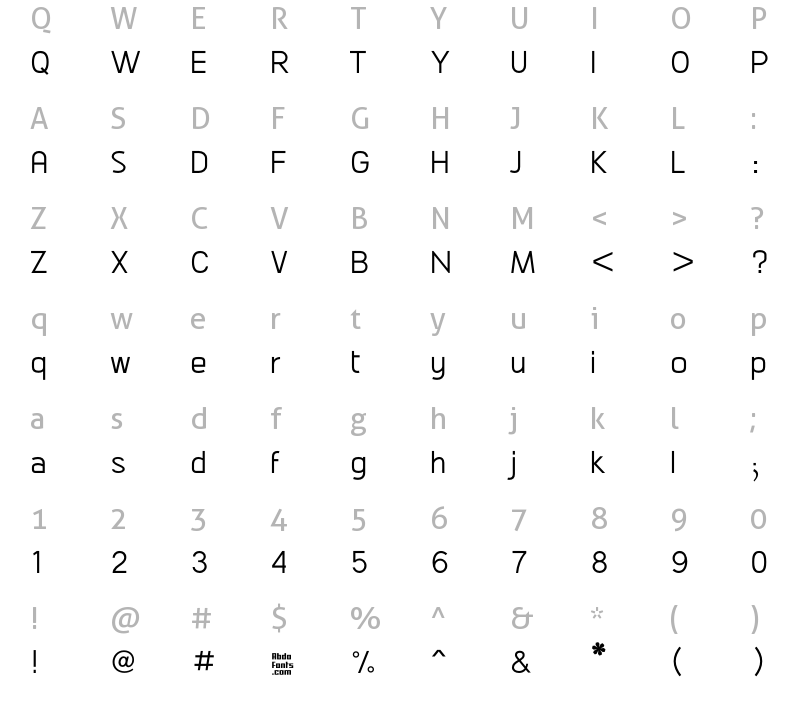 Q W E R T Y U I O P
Q W E R T Y U I O P
A S D F G H J K L :
A S D F G H J K L :
Z X C V B N M < > ?
Z X C V B N M < > ?
q w e r t y u i o p
q w e r t y u i o p
a s d f g h j k l ;
a s d f g h j k l ;
1 2 3 4 5 6 7 8 9 0
1 2 3 4 5 6 7 8 9 0
! @ # $ % ^ & * ( )
! @ # Abdo Fonts .com % ^ & * ( )